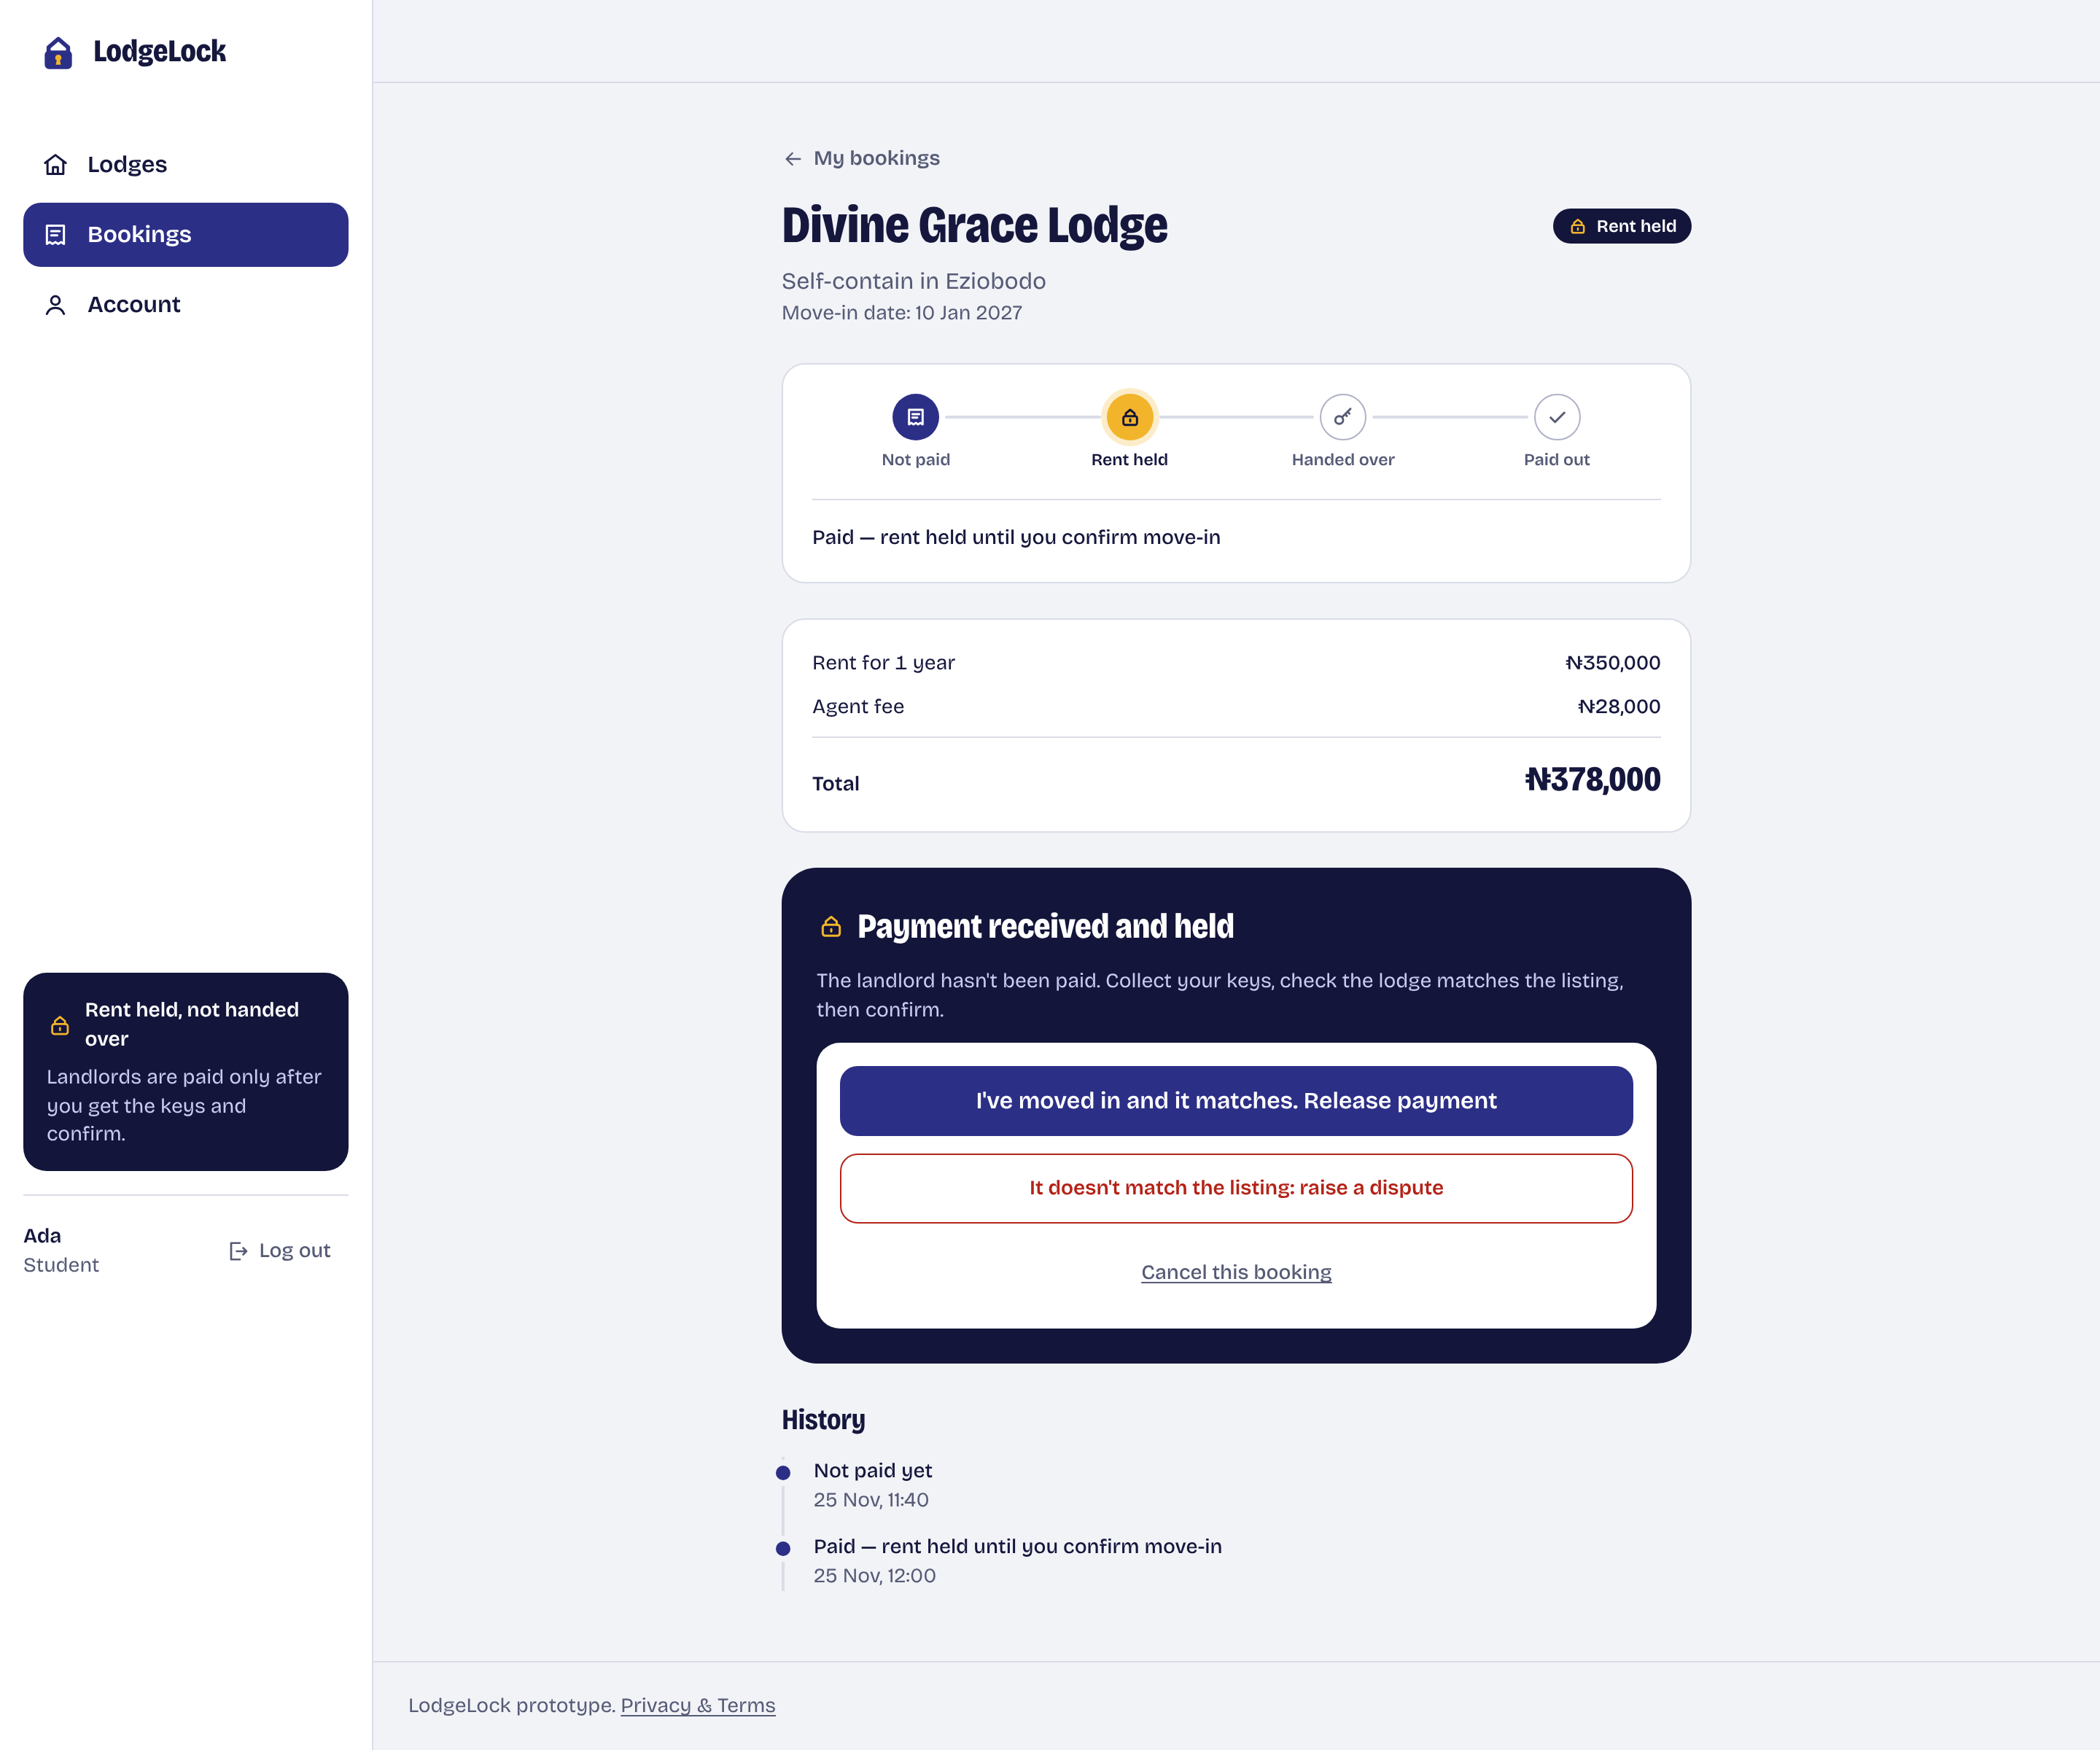 LodgeLock
Lodges
Bookings
Account
Rent held, not handed
over
Landlords are paid only after
you get the keys and
confirm.
Ada
Student
Log out
My bookings
Divine Grace Lodge
Rent held
Self-contain in Eziobodo
Move-in date: 10 Jan 2027
Not paid
Rent held
Handed over
Paid out
Paid — rent held until you confirm move-in
Rent for 1 year ₦350,000
Agent fee ₦28,000
Total ₦378,000
Payment received and held
The landlord hasn't been paid. Collect your keys, check the lodge matches the listing,
then confirm.
I've moved in and it matches. Release payment
It doesn't match the listing: raise a dispute
Cancel this booking
History
Not paid yet
25 Nov, 11:40
Paid — rent held until you confirm move-in
25 Nov, 12:00
LodgeLock prototype. Privacy & Terms